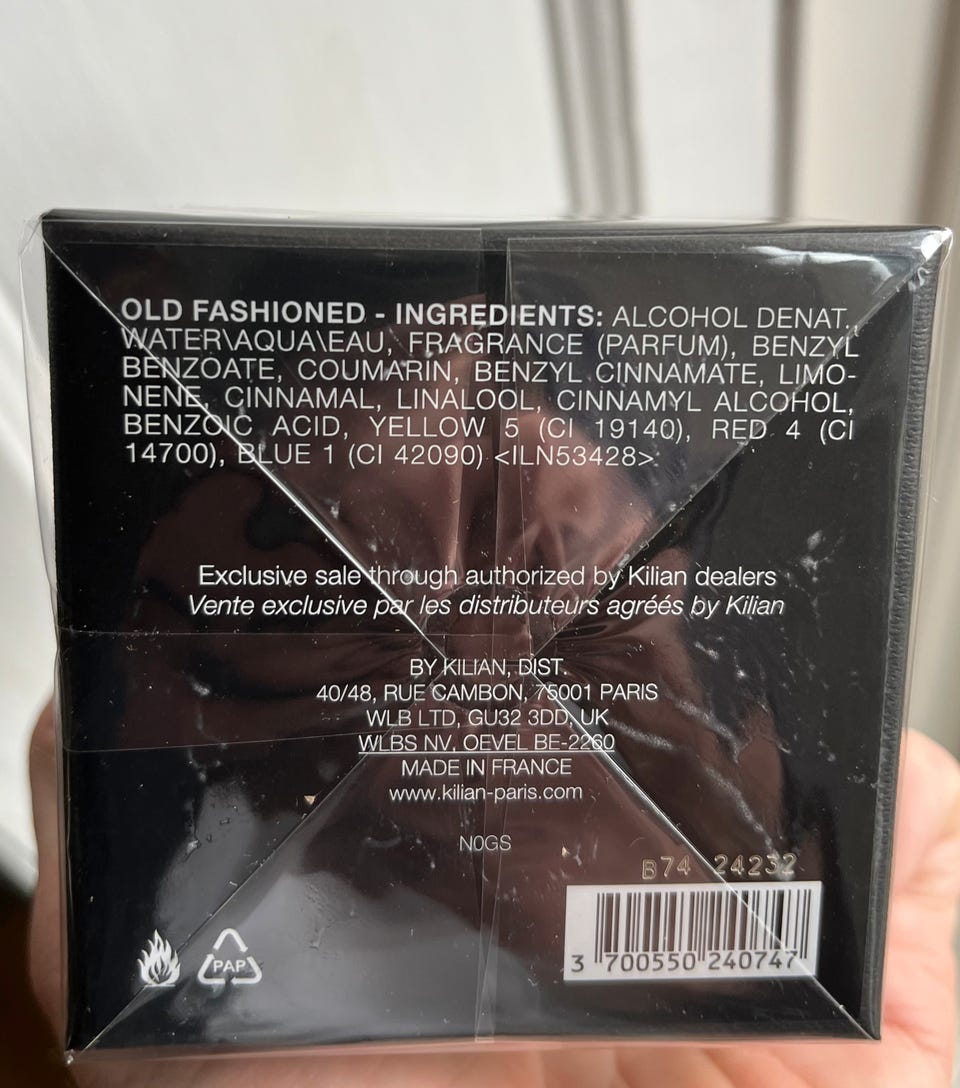 OLD FASHIONED - INGREDIENTS: ALCOHOL DENAT.,
WATER\AQUA\EAU, FRAGRANCE (PARFUM), BENZYL
BENZOATE, COUMARIN, BENZYL CINNAMATE, LIMO-
NENE, CINNAMAL, LINALOOL, CINNAMYL ALCOHOL,
BENZOIC ACID, YELLOW 5 (CI 19140), RED 4 (CI
14700), BLUE 1 (CI 42090) <ILN53428>
Exclusive sale through authorized by Kilian dealers
Vente exclusive par les distributeurs agréés by Kilian
BY KILIAN, DIST.
40/48, RUE CAMBON, 75001 PARIS
WLB LTD, GU32 3DD, UK
WLBS NV, OEVEL BE-2260
MADE IN FRANCE
www.kilian-paris.com
N0GS
B74 24232
PAP
3 700550 240747